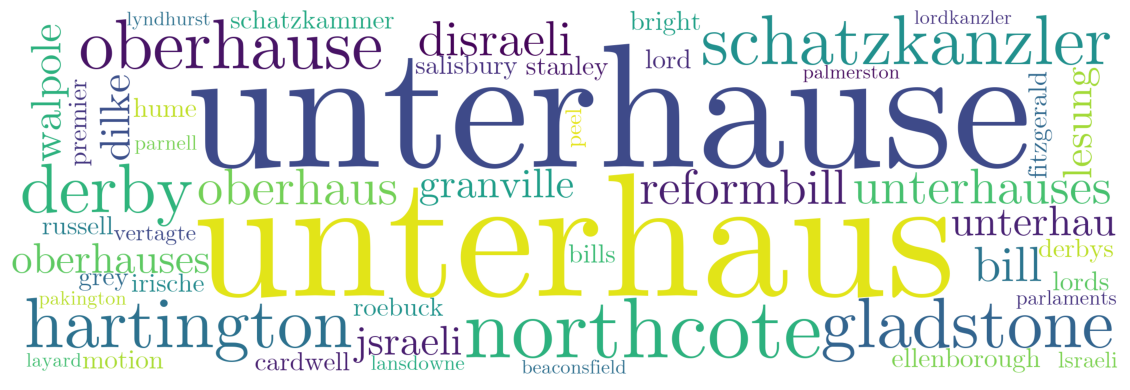 lyndhurst schatzkammer bright lordkanzler
oberhause disraeli schatzkanzler
walpole salisbury stanley lord palmerston
premier dilke hume unterhause peel fitzgerald lesung
parnell
derby oberhaus granville reformbill unterhauses
russell vertagte unterhaus unterhau
oberhauses bills bill derbys
grey irische lords
pakington roebuck parlaments
hartington jsraeli northcote gladstone
layard motion cardwell lansdowne beaconsfield ellenborough lsraeli